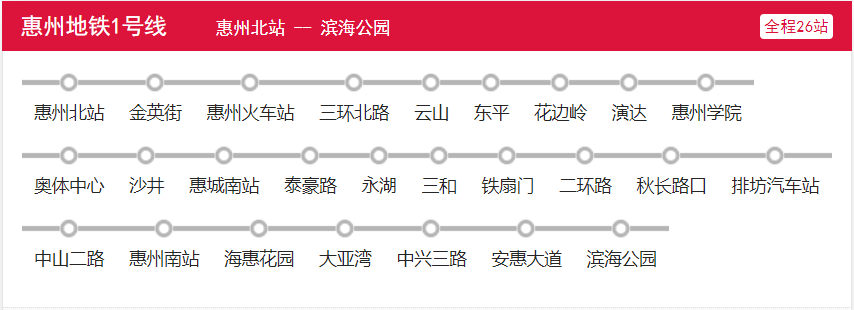 惠州地铁1号线 惠州北站 -- 滨海公园 全程26站
惠州北站 金英街 惠州火车站 三环北路 云山 东平 花边岭 演达 惠州学院
奥体中心 沙井 惠城南站 泰豪路 永湖 三和 铁扇门 二环路 秋长路口 排坊汽车站
中山二路 惠州南站 海惠花园 大亚湾 中兴三路 安惠大道 滨海公园